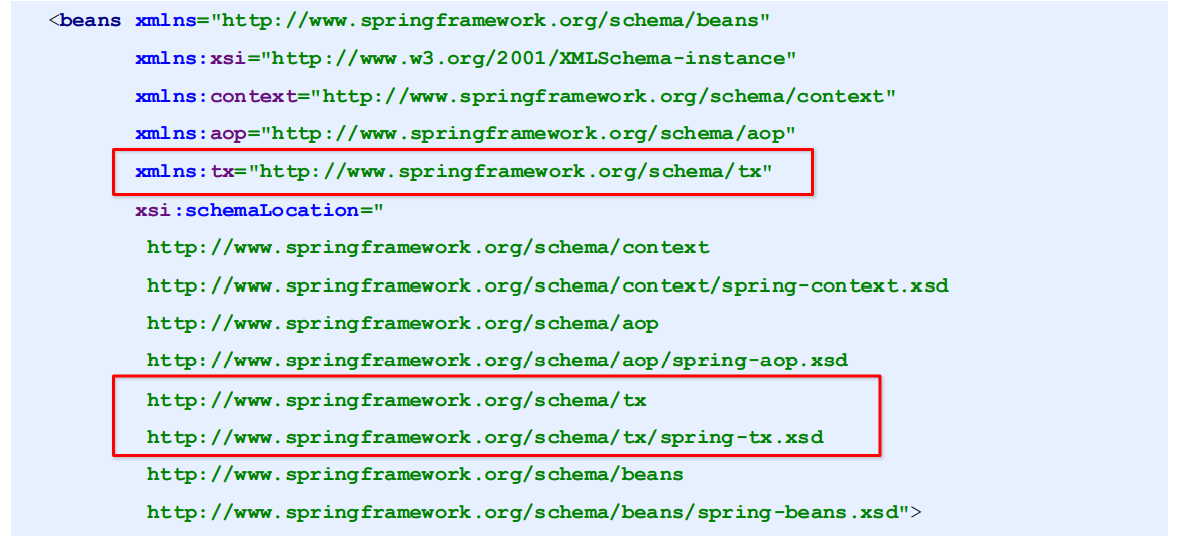 <beans xmlns="http://www.springframework.org/schema/beans"
xmlns:xsi="http://www.w3.org/2001/XMLSchema-instance"
xmlns:context="http://www.springframework.org/schema/context"
xmlns:aop="http://www.springframework.org/schema/aop"
xmlns:tx="http://www.springframework.org/schema/tx"
xsi:schemaLocation="
http://www.springframework.org/schema/context
http://www.springframework.org/schema/context/spring-context.xsd
http://www.springframework.org/schema/aop
http://www.springframework.org/schema/aop/spring-aop.xsd
http://www.springframework.org/schema/tx
http://www.springframework.org/schema/tx/spring-tx.xsd
http://www.springframework.org/schema/beans
http://www.springframework.org/schema/beans/spring-beans.xsd">